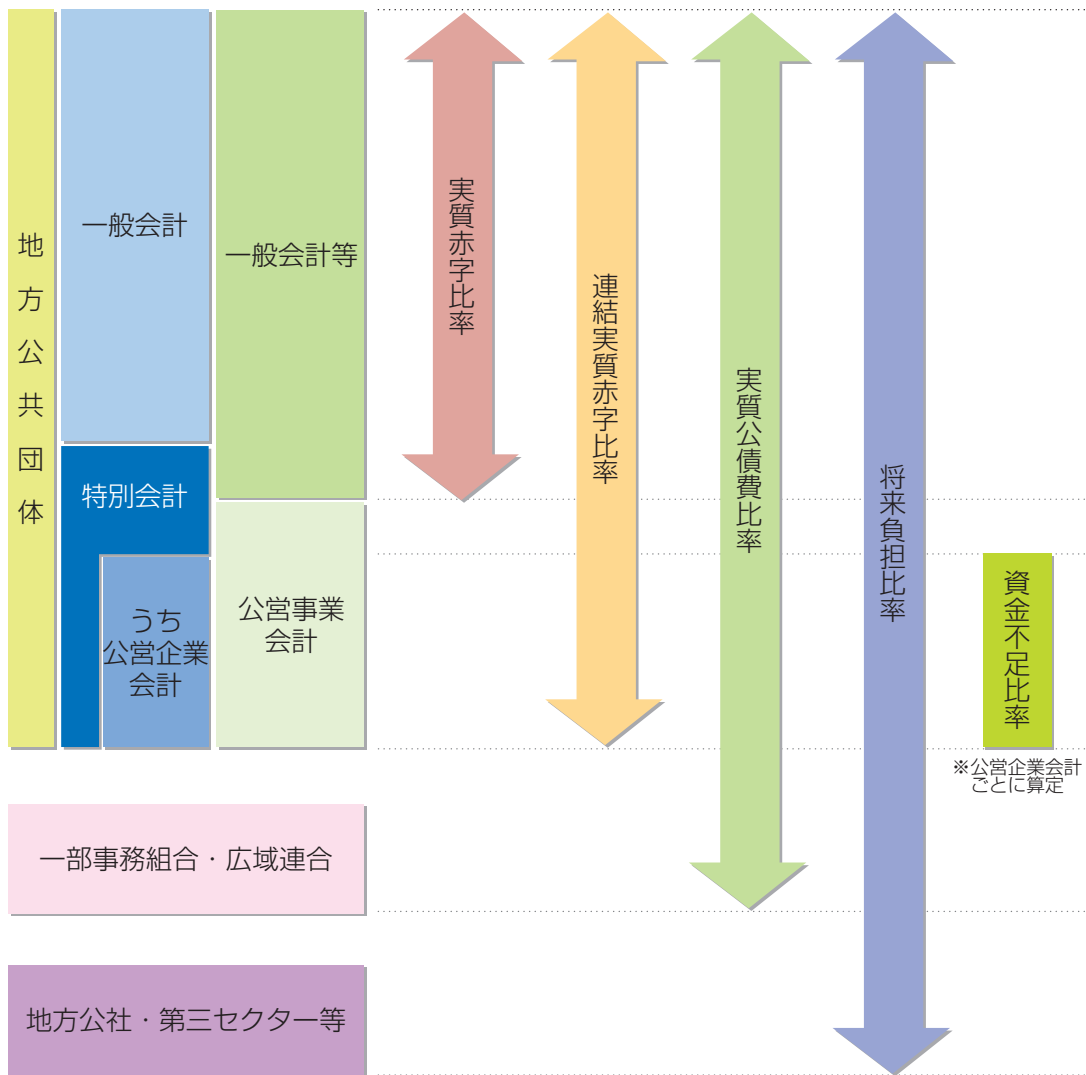 地方公共団体
一般会計
特別会計
うち
公営企業
会計
一般会計等
公営事業
会計
実質赤字比率
連結実質赤字比率
実質公債費比率
将来負担比率
資金不足比率
※公営企業会計
ごとに算定
一部事務組合・広域連合
地方公社・第三セクター等